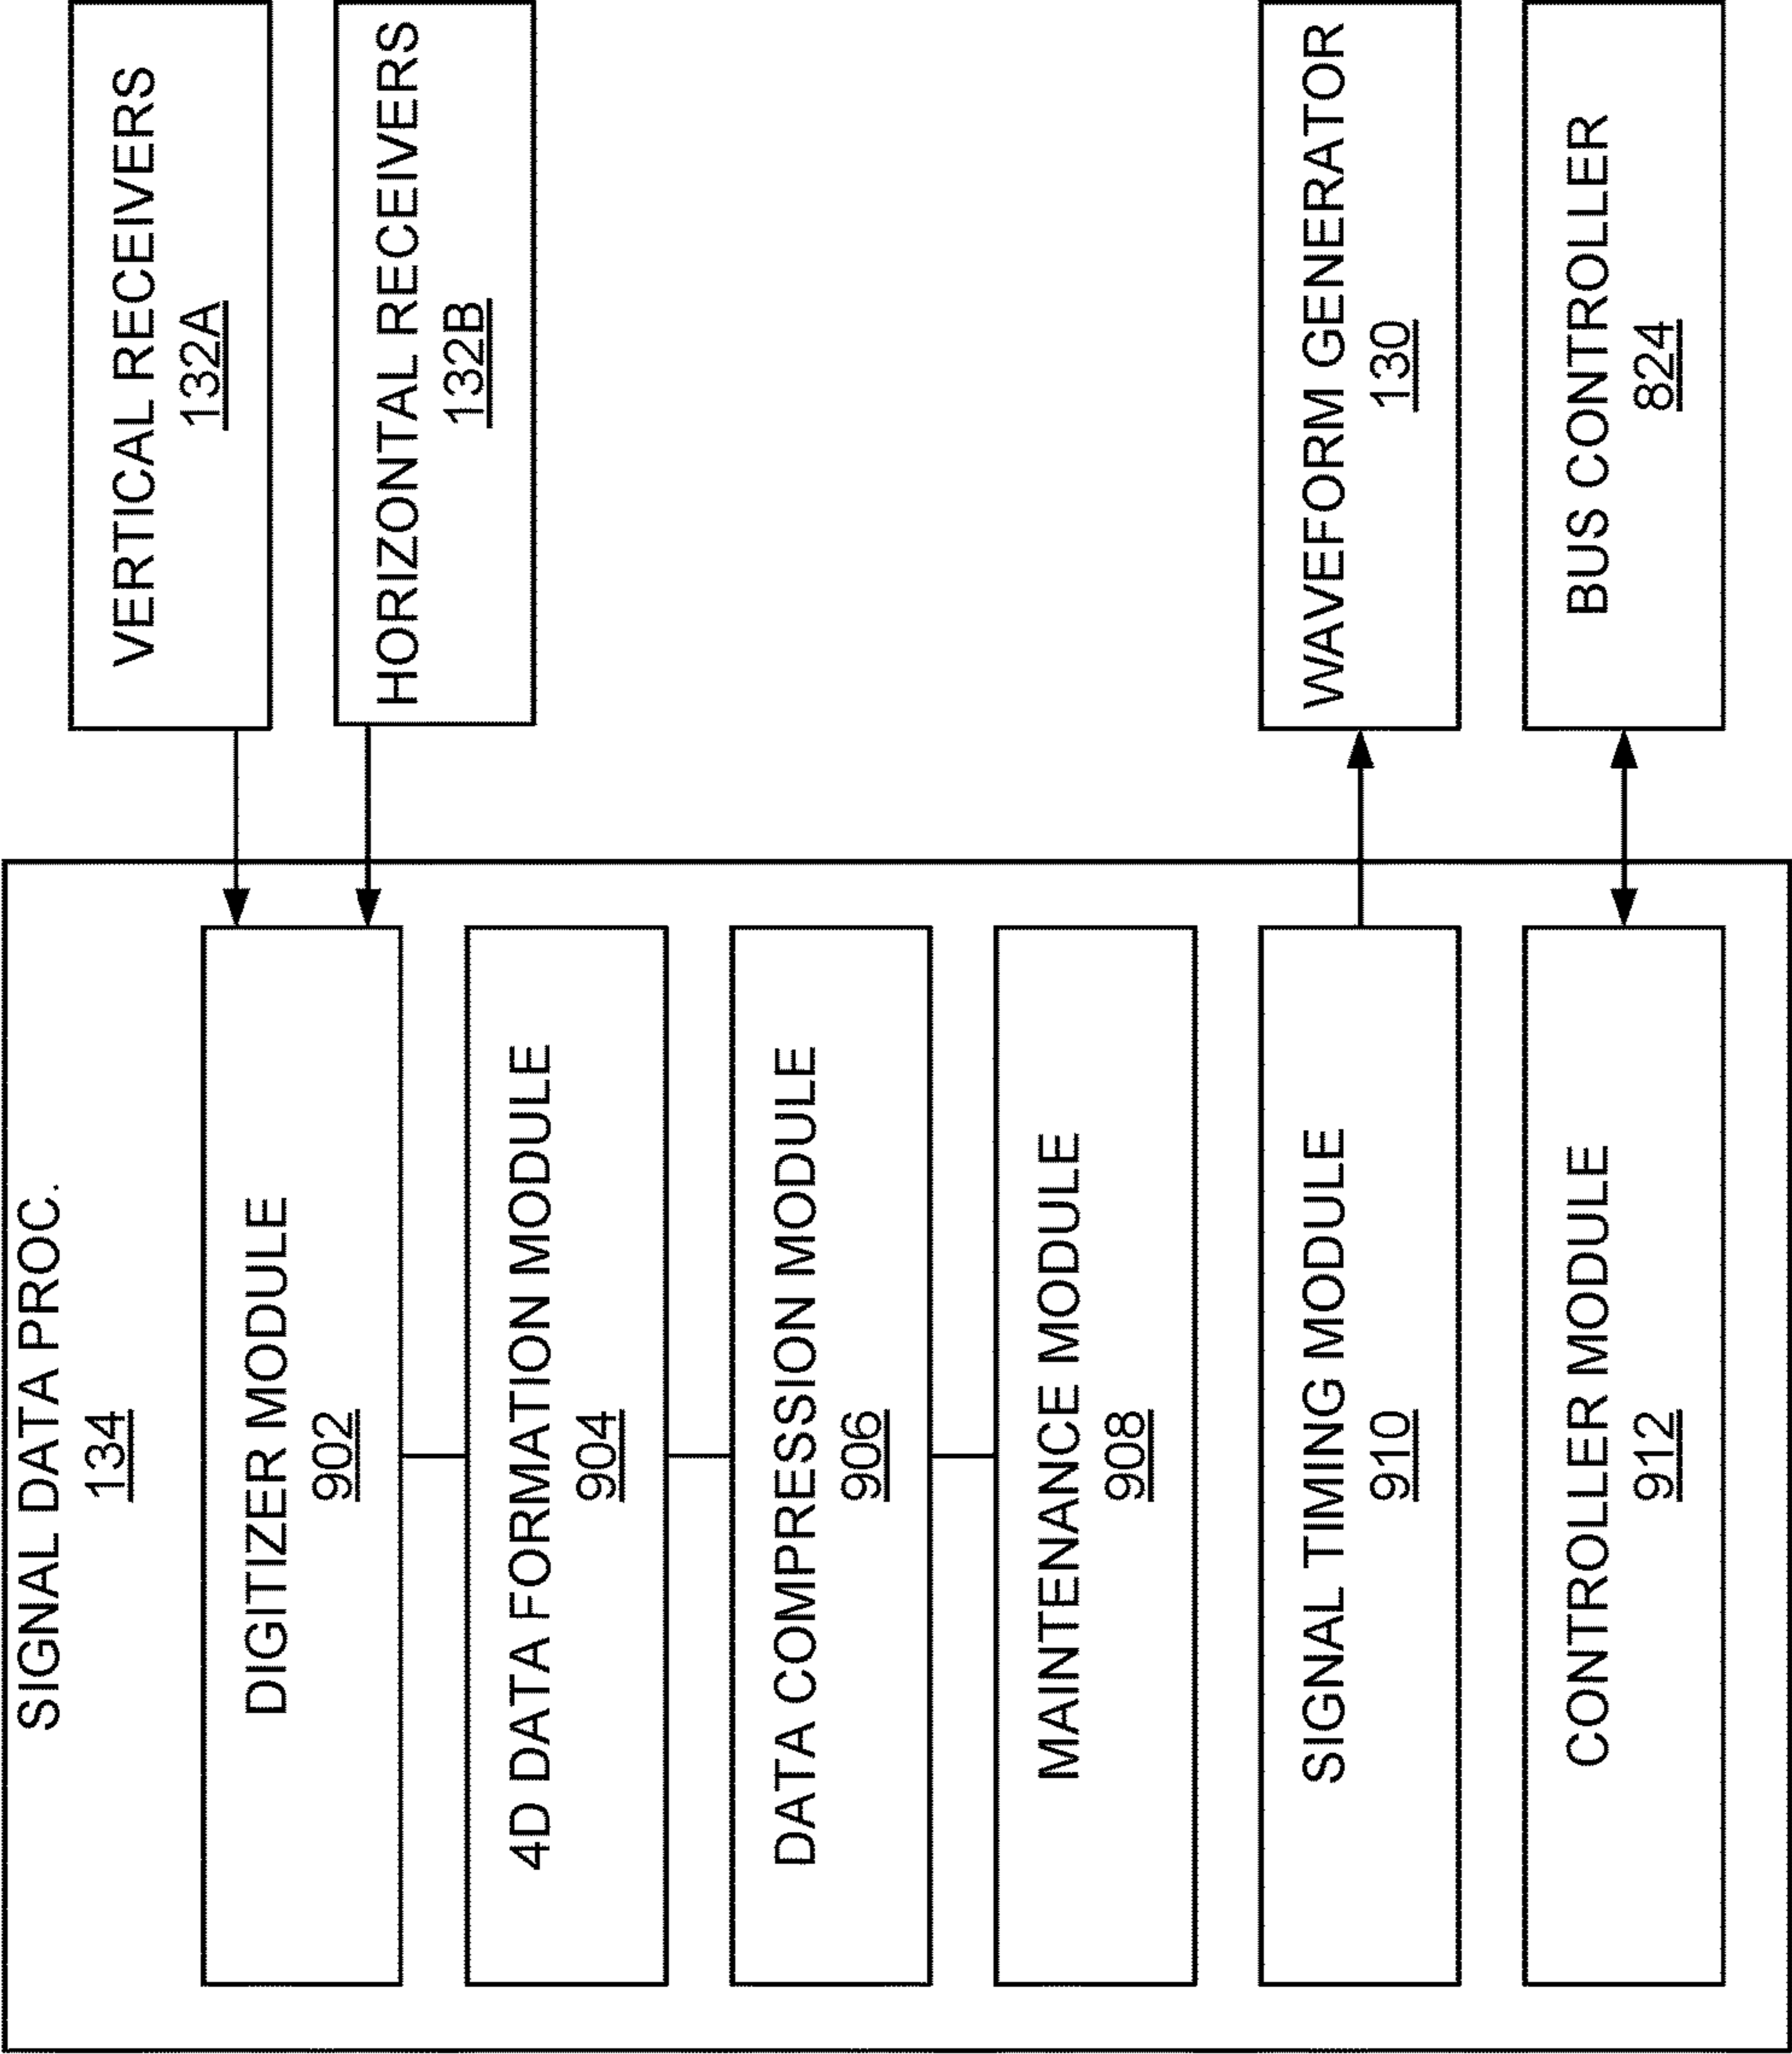 SIGNAL DATA PROC.
134
DIGITIZER MODULE
902
4D DATA FORMATION MODULE
904
DATA COMPRESSION MODULE
906
MAINTENANCE MODULE
908
SIGNAL TIMING MODULE
910
CONTROLLER MODULE
912
VERTICAL RECEIVERS
132A
HORIZONTAL RECEIVERS
132B
WAVEFORM GENERATOR
130
BUS CONTROLLER
824